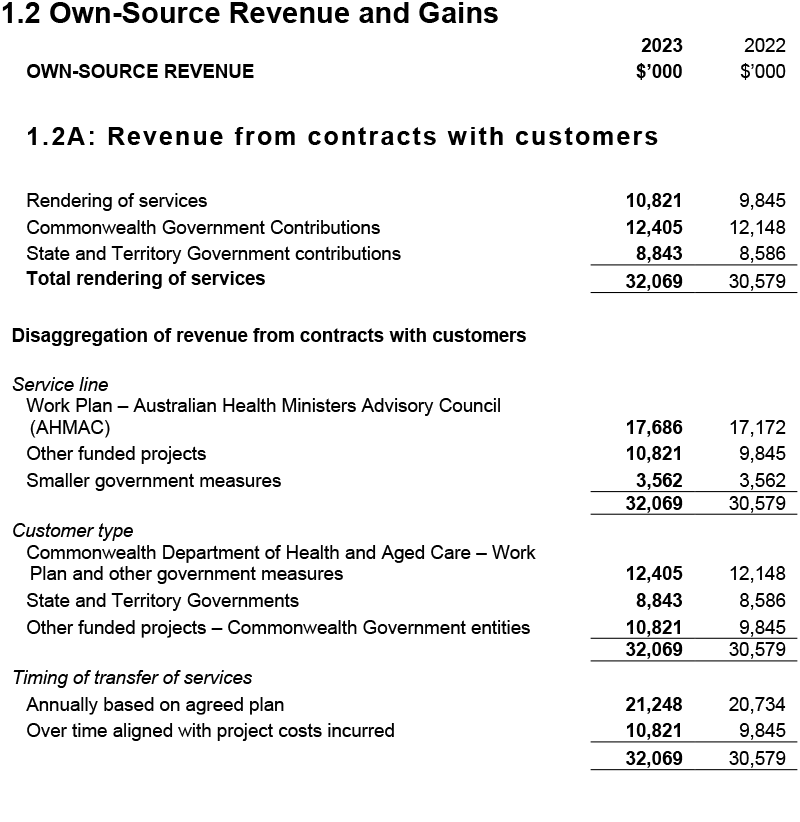 1.2 Own-Source Revenue and Gains
2023 2022
OWN-SOURCE REVENUE $’000 $’000
1.2A: Revenue from contracts with customers
Rendering of services 10,821 9,845
Commonwealth Government Contributions 12,405 12,148
State and Territory Government contributions 8,843 8,586
Total rendering of services 32,069 30,579
Disaggregation of revenue from contracts with customers
Service line
Work Plan – Australian Health Ministers Advisory Council
(AHMAC) 17,686 17,172
Other funded projects 10,821 9,845
Smaller government measures 3,562 3,562
32,069 30,579
Customer type
Commonwealth Department of Health and Aged Care – Work
Plan and other government measures 12,405 12,148
State and Territory Governments 8,843 8,586
Other funded projects – Commonwealth Government entities 10,821 9,845
32,069 30,579
Timing of transfer of services
Annually based on agreed plan 21,248 20,734
Over time aligned with project costs incurred 10,821 9,845
32,069 30,579